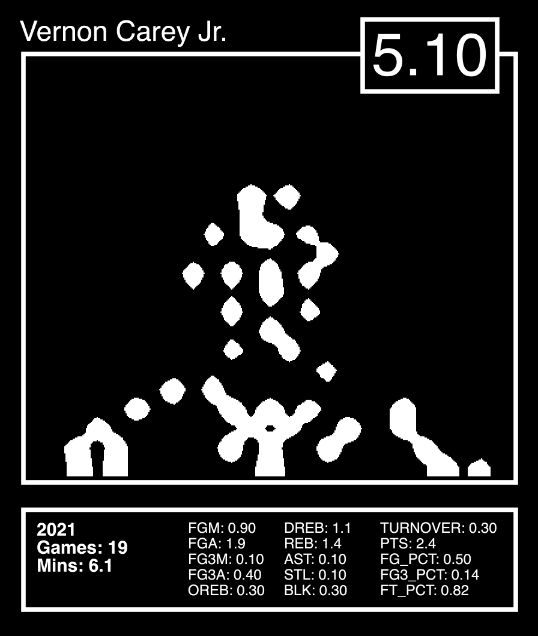 Vernon Carey Jr.
5.10
2021
Games: 19
Mins: 6.1
FGM: 0.90
FGA: 1.9
FG3M: 0.10
FG3A: 0.40
OREB: 0.30
DREB: 1.1
REB: 1.4
AST: 0.10
STL: 0.10
BLK: 0.30
TURNOVER: 0.30
PTS: 2.4
FG_PCT: 0.50
FG3_PCT: 0.14
FT_PCT: 0.82